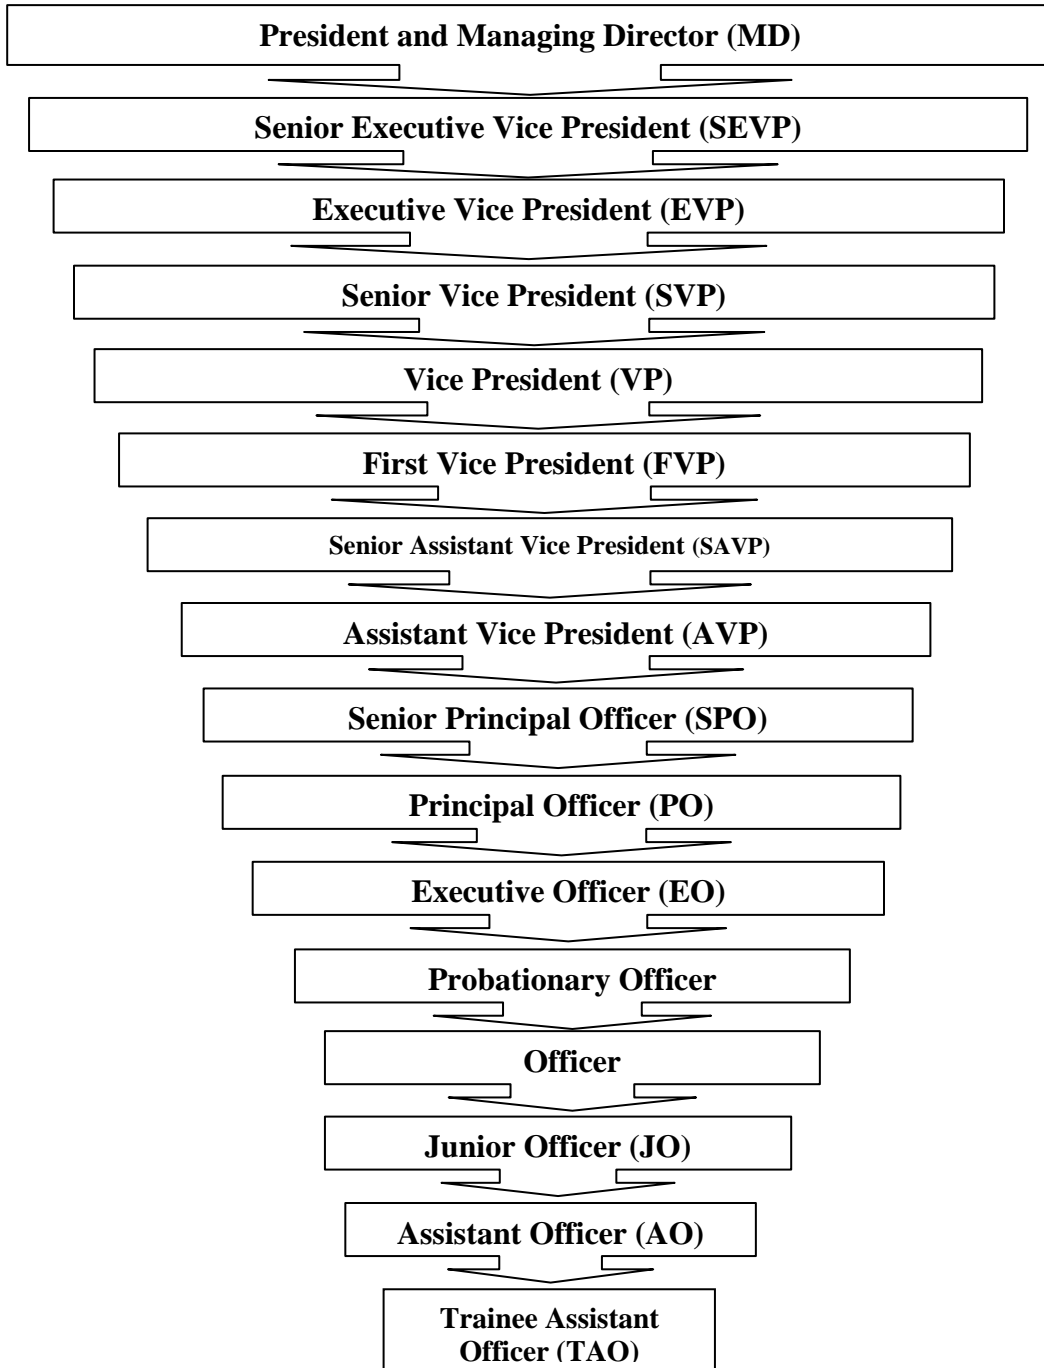 President and Managing Director (MD)
Senior Executive Vice President (SEVP)
Executive Vice President (EVP)
Senior Vice President (SVP)
Vice President (VP)
First Vice President (FVP)
Senior Assistant Vice President (SAVP)
Assistant Vice President (AVP)
Senior Principal Officer (SPO)
Principal Officer (PO)
Executive Officer (EO)
Probationary Officer
Officer
Junior Officer (JO)
Assistant Officer (AO)
Trainee Assistant
Officer (TAO)